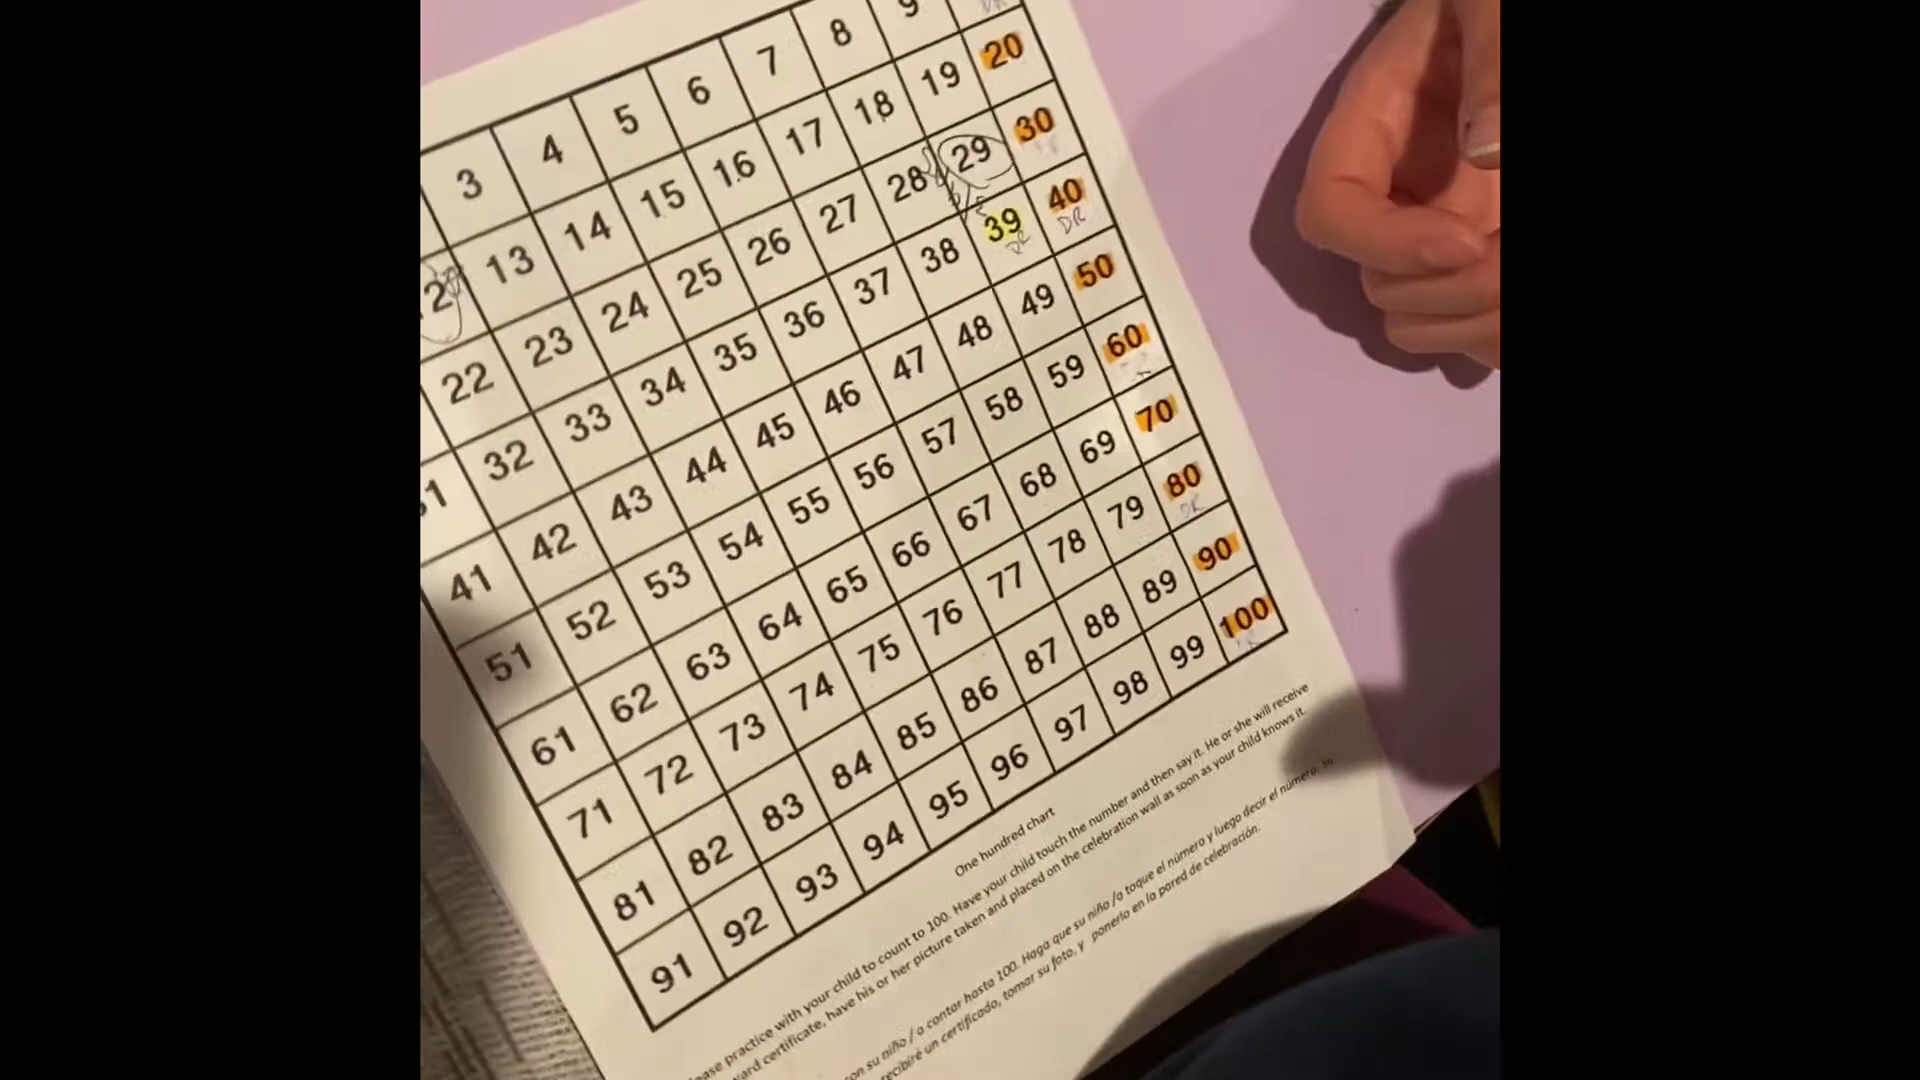 3 4 5 6 7 8 9
13 14 15 16 17 18 19 20
22 23 24 25 26 27 28 29 30
32 33 34 35 36 37 38 39 40
DR DR
41 42 43 44 45 46 47 48 49 50
51 52 53 54 55 56 57 58 59 60
61 62 63 64 65 66 67 68 69 70
71 72 73 74 75 76 77 78 79 80
DR
81 82 83 84 85 86 87 88 89 90
91 92 93 94 95 96 97 98 99 100
One hundred chart
practice with your child to count to 100. Have your child touch the number and then say it. He or she will receive
certificate, have his or her picture taken and placed on the celebration wall as soon as your child knows it.
su niño / a contar hasta 100. Haga que su niño /a toque el número y luego decir el número.
un certificado, tomar su foto, y ponerlo en la pared de celebración.